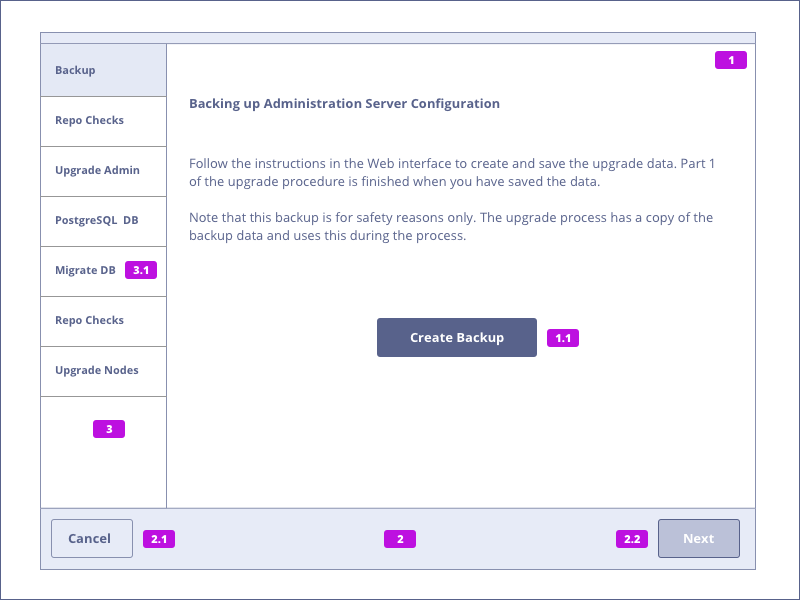 Backup
1
Repo Checks
Backing up Administration Server Configuration
Upgrade Admin
Follow the instructions in the Web interface to create and save the upgrade data. Part 1
of the upgrade procedure is finished when you have saved the data.
PostgreSQL DB
Note that this backup is for safety reasons only. The upgrade process has a copy of the
backup data and uses this during the process.
Migrate DB 3.1
Repo Checks
Create Backup 1.1
Upgrade Nodes
3
Cancel 2.1 2 2.2 Next